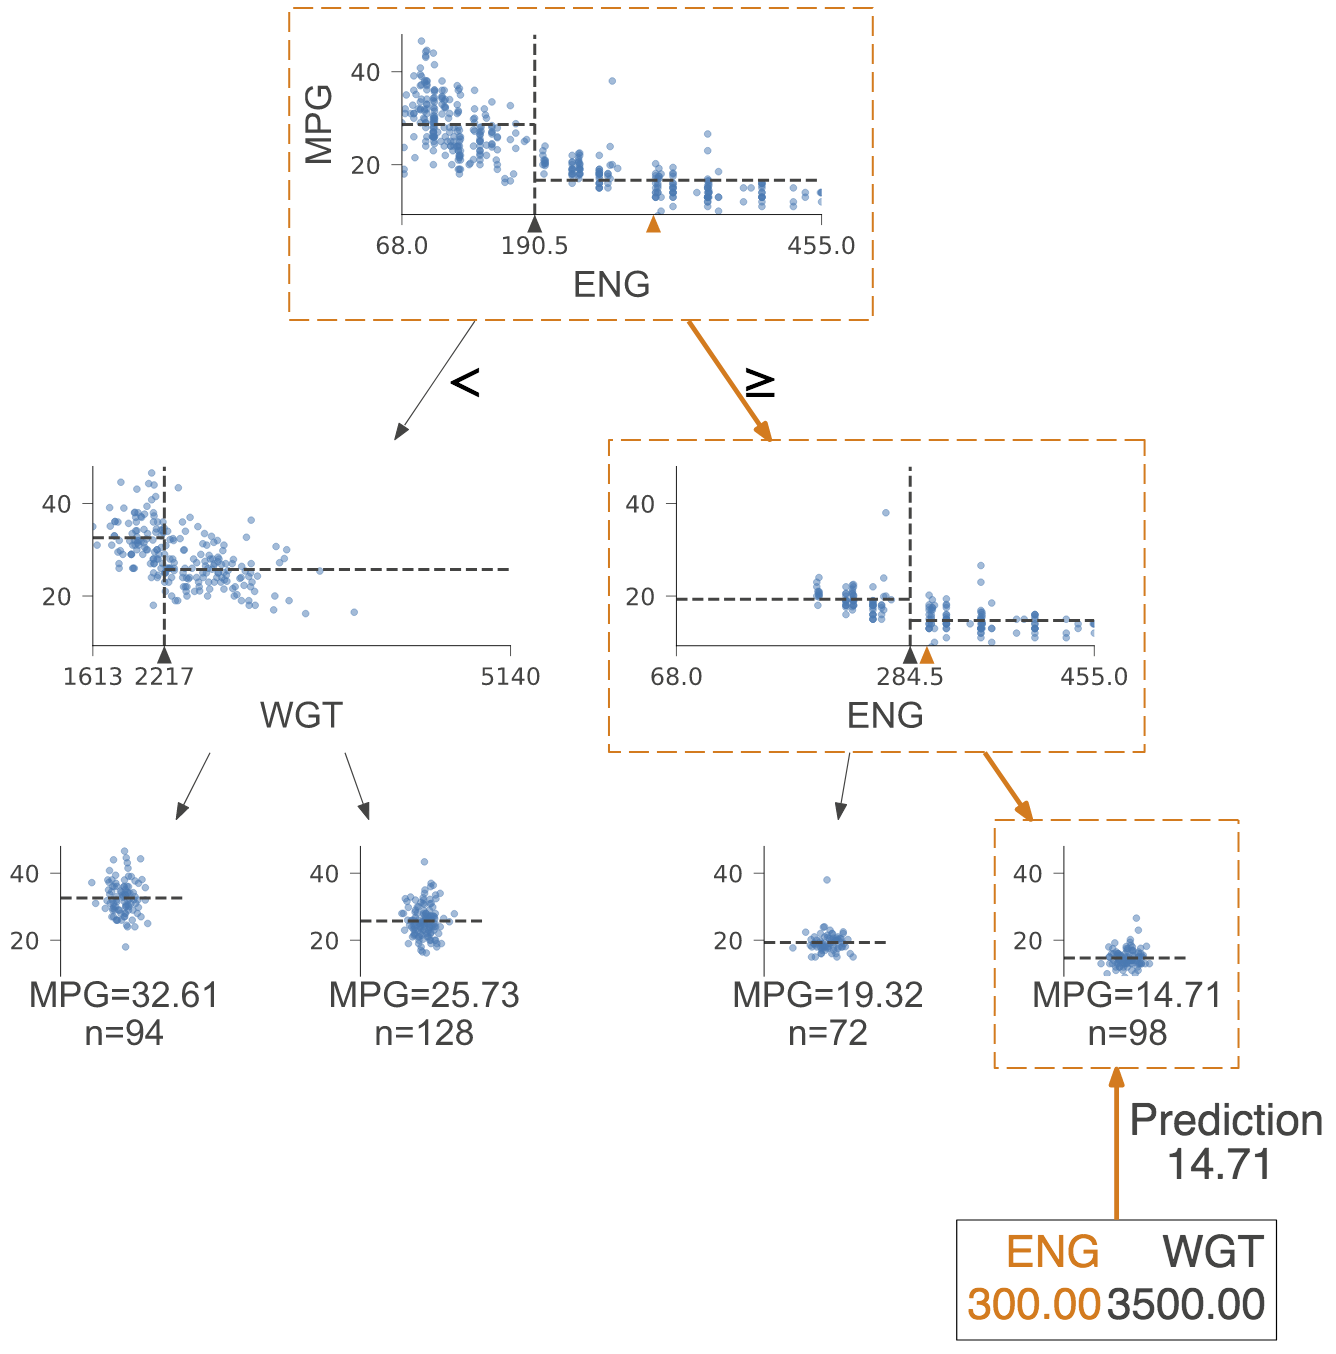 MPG
40
20
68.0 190.5 455.0
ENG
< ≥
40
20
1613 2217 5140
WGT
40
20
68.0 284.5 455.0
ENG
40
20
MPG=32.61
n=94
MPG=25.73
n=128
40
20
MPG=19.32
n=72
40
20
MPG=14.71
n=98
40
20
Prediction
14.71
ENG WGT
300.00 3500.00